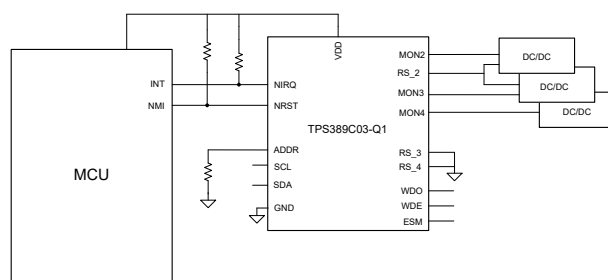 MCU
INT
NMI
VDD
NIRQ
NRST
ADDR
SCL
SDA
GND
TPS389C03-Q1
MON2
RS_2
MON3
MON4
RS_3
RS_4
WDO
WDE
ESM
DC/DC
DC/DC
DC/DC